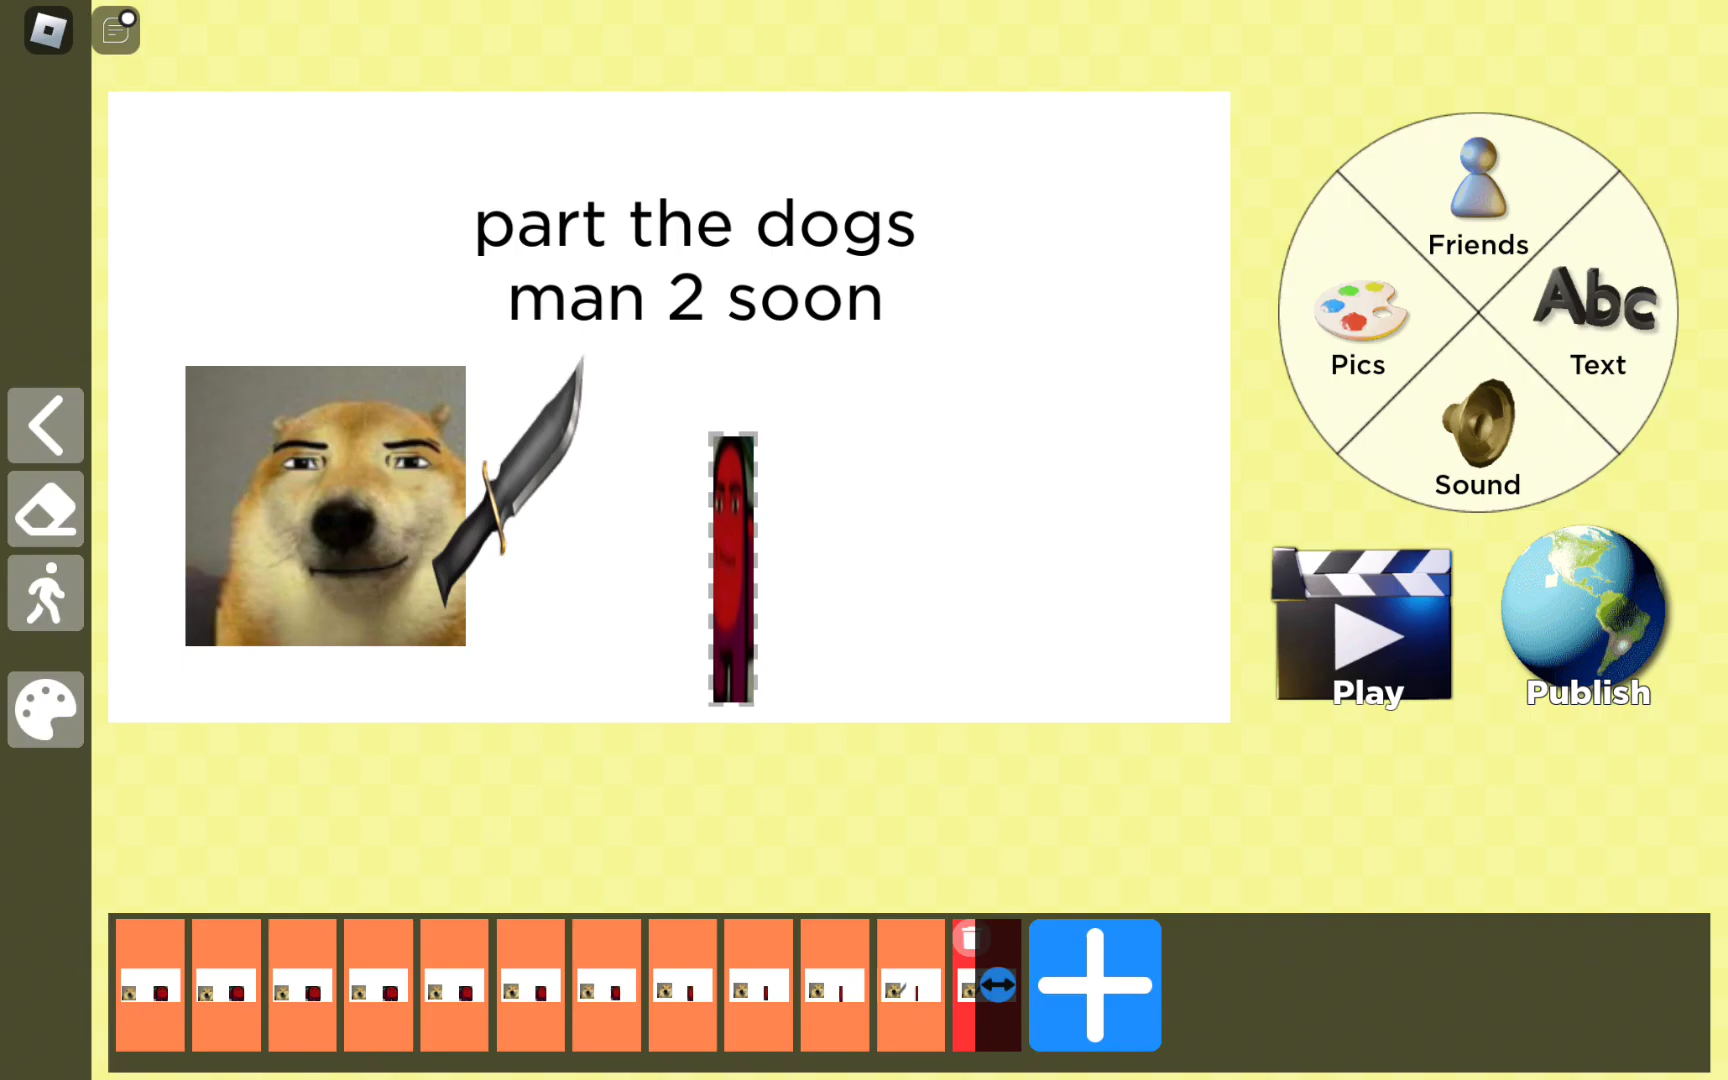 part the dogs
man 2 soon
Friends
Abc
Pics
Text
Sound
Play
Publish